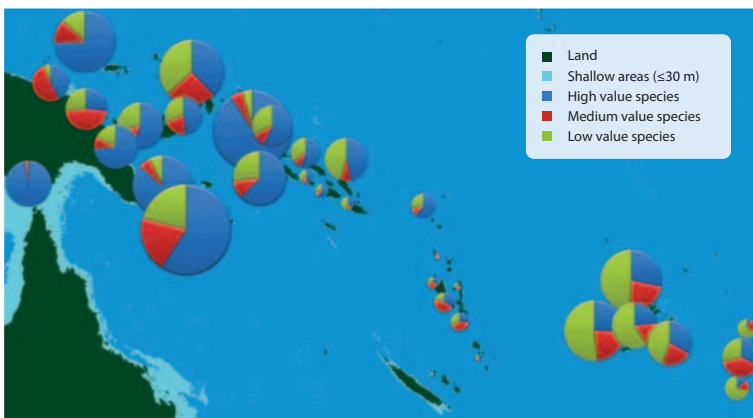 Land
Shallow areas (≤30 m)
High value species
Medium value species
Low value species